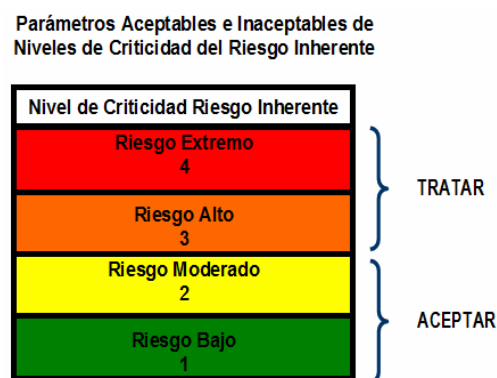 Parámetros Aceptables e Inaceptables de
Niveles de Criticidad del Riesgo Inherente
Nivel de Criticidad Riesgo Inherente
Riesgo Extremo
4
Riesgo Alto
3
TRATAR
Riesgo Moderado
2
Riesgo Bajo
1
ACEPTAR